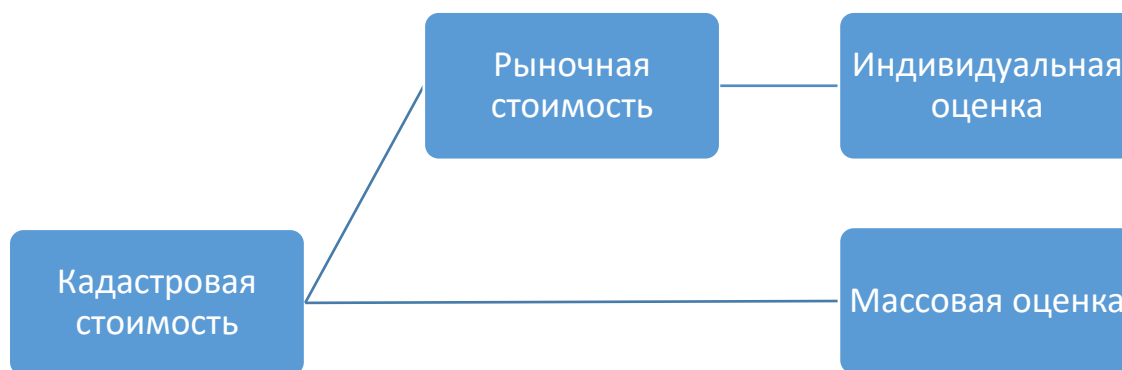 Рыночная
стоимость
Индивидуальная
оценка
Кадастровая
стоимость
Массовая оценка